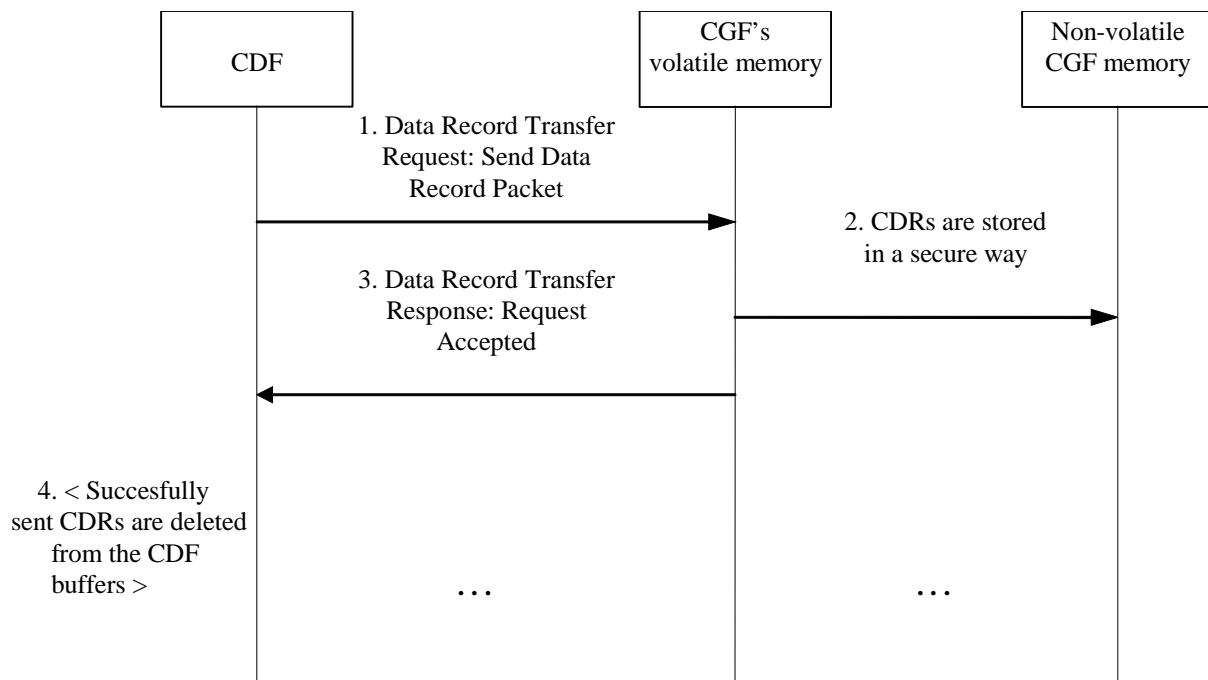 CDF
CGF’s
volatile memory
Non-volatile
CGF memory
1. Data Record Transfer
Request: Send Data
Record Packet
2. CDRs are stored
in a secure way
3. Data Record Transfer
Response: Request
Accepted
4. < Succesfully
sent CDRs are deleted
from the CDF
buffers >
…
…